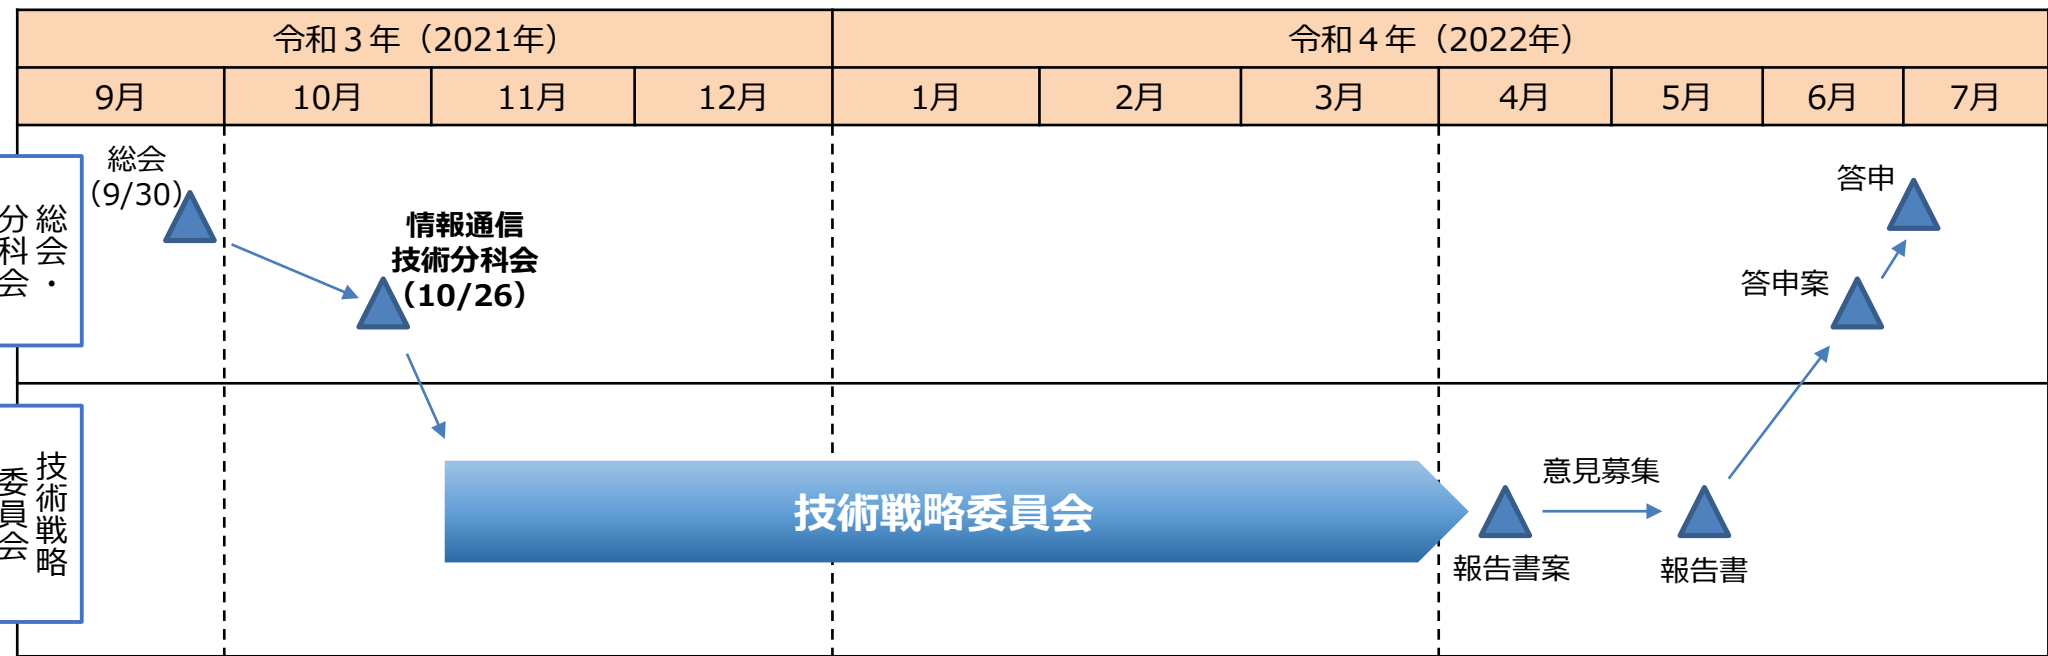 令和３年（2021年）
令和４年（2022年）
9月
10月
11月
12月
1月
2月
3月
4月
5月
6月
7月
総会・
分科会
総会
（9/30）
情報通信
技術分科会
（10/26）
答申案
答申
技術戦略
委員会
技術戦略委員会
報告書案
意見募集
報告書